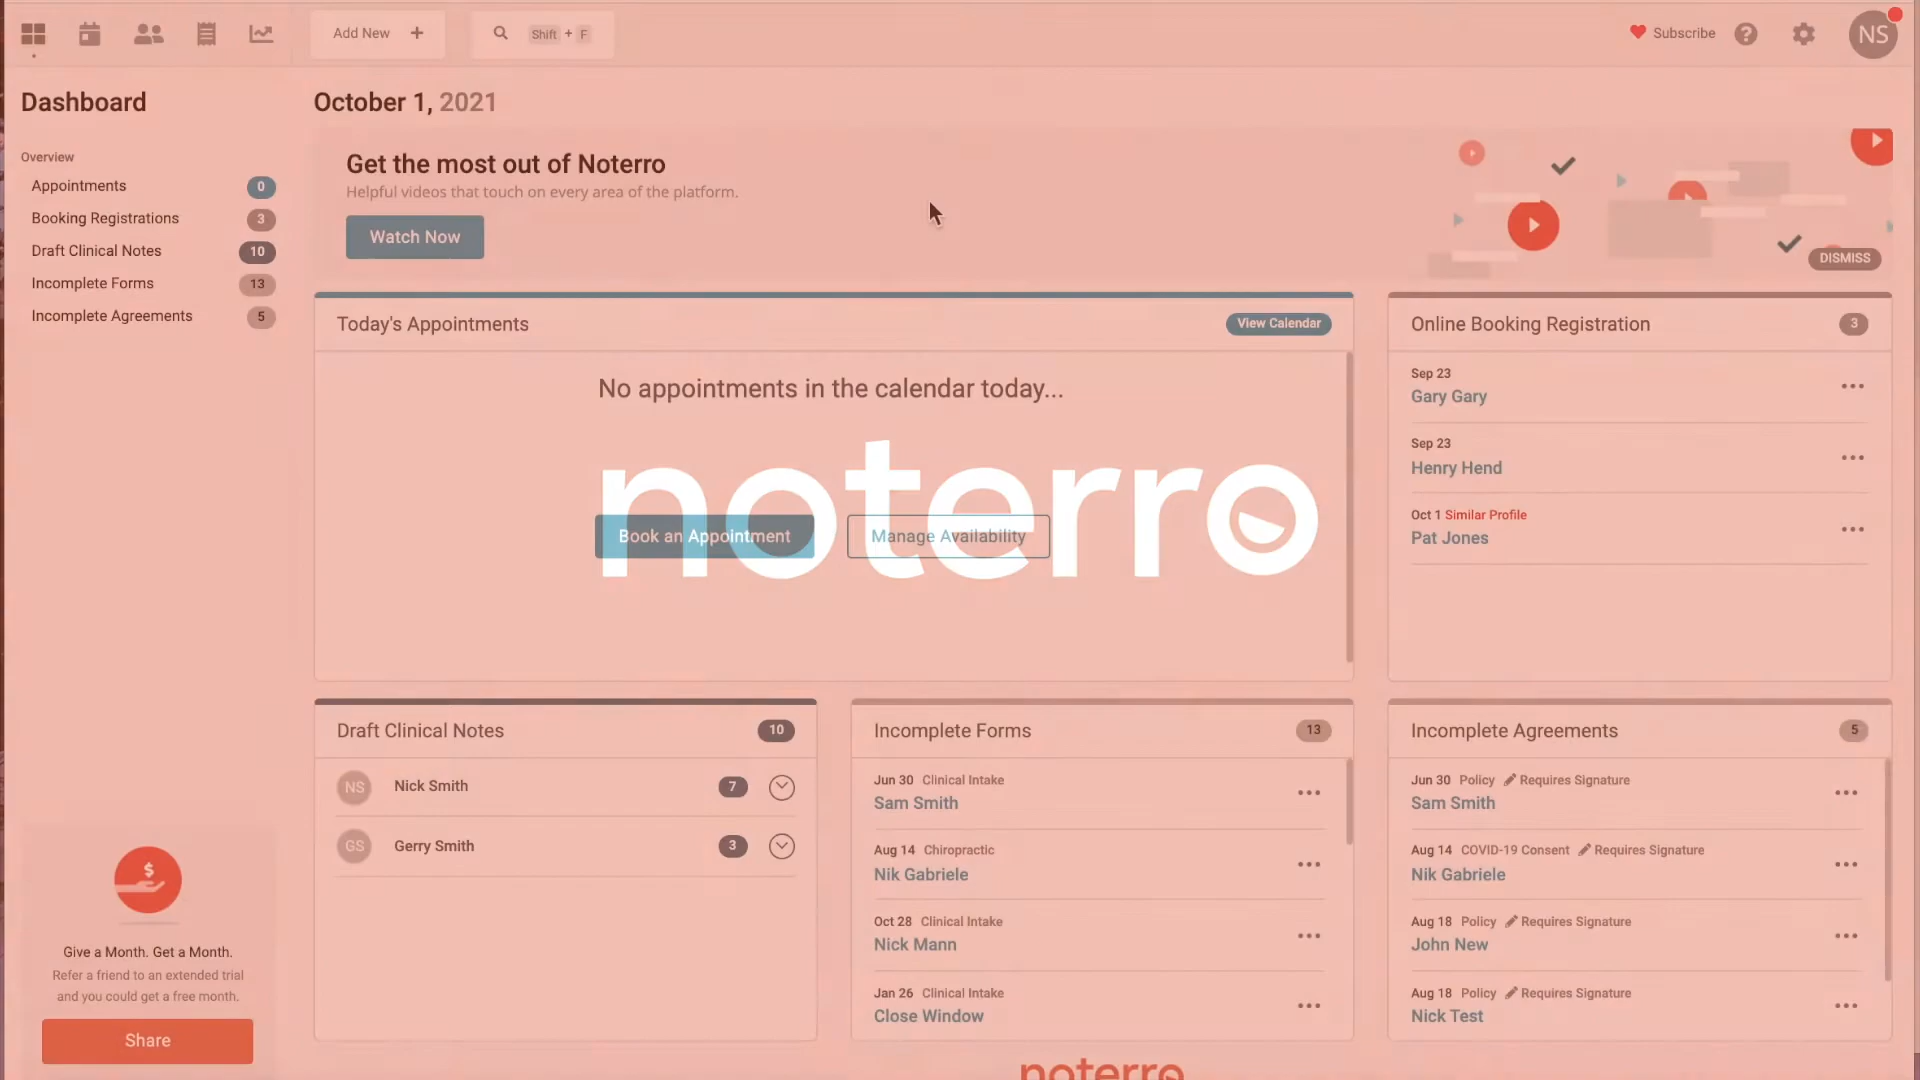 Add New +
Shift + F
Subscribe
?
NS
Dashboard
October 1, 2021
Overview
Appointments 0
Booking Registrations 3
Draft Clinical Notes 10
Incomplete Forms 13
Incomplete Agreements 5
Get the most out of Noterro
Helpful videos that touch on every area of the platform.
Watch Now
DISMISS
Today's Appointments
View Calendar
No appointments in the calendar today...
noterro
Book an Appointment
Manage Availability
Online Booking Registration 3
Sep 23
Gary Gary
Sep 23
Henry Hend
Oct 1 Similar Profile
Pat Jones
Draft Clinical Notes 10
NS Nick Smith 7
GS Gerry Smith 3
Incomplete Forms 13
Jun 30 Clinical Intake
Sam Smith
Aug 14 Chiropractic
Nik Gabriele
Oct 28 Clinical Intake
Nick Mann
Jan 26 Clinical Intake
Close Window
Incomplete Agreements 5
Jun 30 Policy Requires Signature
Sam Smith
Aug 14 COVID-19 Consent Requires Signature
Nik Gabriele
Aug 18 Policy Requires Signature
John New
Aug 18 Policy Requires Signature
Nick Test
$
Give a Month. Get a Month.
Refer a friend to an extended trial
and you could get a free month.
Share
noterro